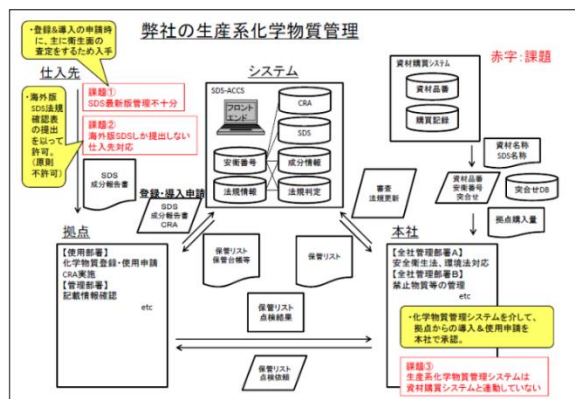 弊社の生産系化学物質管理
赤字：課題
・登録&導入の申請時
に、主に衛生面の
査定をするため入手
仕入先
課題①
SDS最新版管理不十分
課題②
海外版SDSしか提出しない
仕入先対応
・海外版
SDS法規
確認表
の提出
を以って
許可。
（原則
不許可）
SDS
成分報告書
登録・導入申請
SDS
成分報告書
CRA
システム
SDS-ACCS
フロント
エンド
CRA
SDS
安衛番号
成分情報
法規情報
法規判定
資材購買システム
資材品番
購買記録
資材名称
SDS名称
資材品番
安衛番号
突合せ
突合せDB
拠点購入量
審査
法規更新
保管リスト
保管台帳等
保管リスト
拠点
【使用部署】
化学物質登録・使用申請
CRA実施
【管理部署】
記載情報確認
etc
保管リスト
点検結果
保管リスト
点検依頼
本社
【全社管理部署A】
安全衛生法、環境法対応
【全社管理部署B】
禁止物質等の管理
etc
・化学物質管理システムを介して、
拠点からの導入＆使用申請を
本社で承認。
課題③
生産系化学物質管理システムは
資材購買システムと連動していない